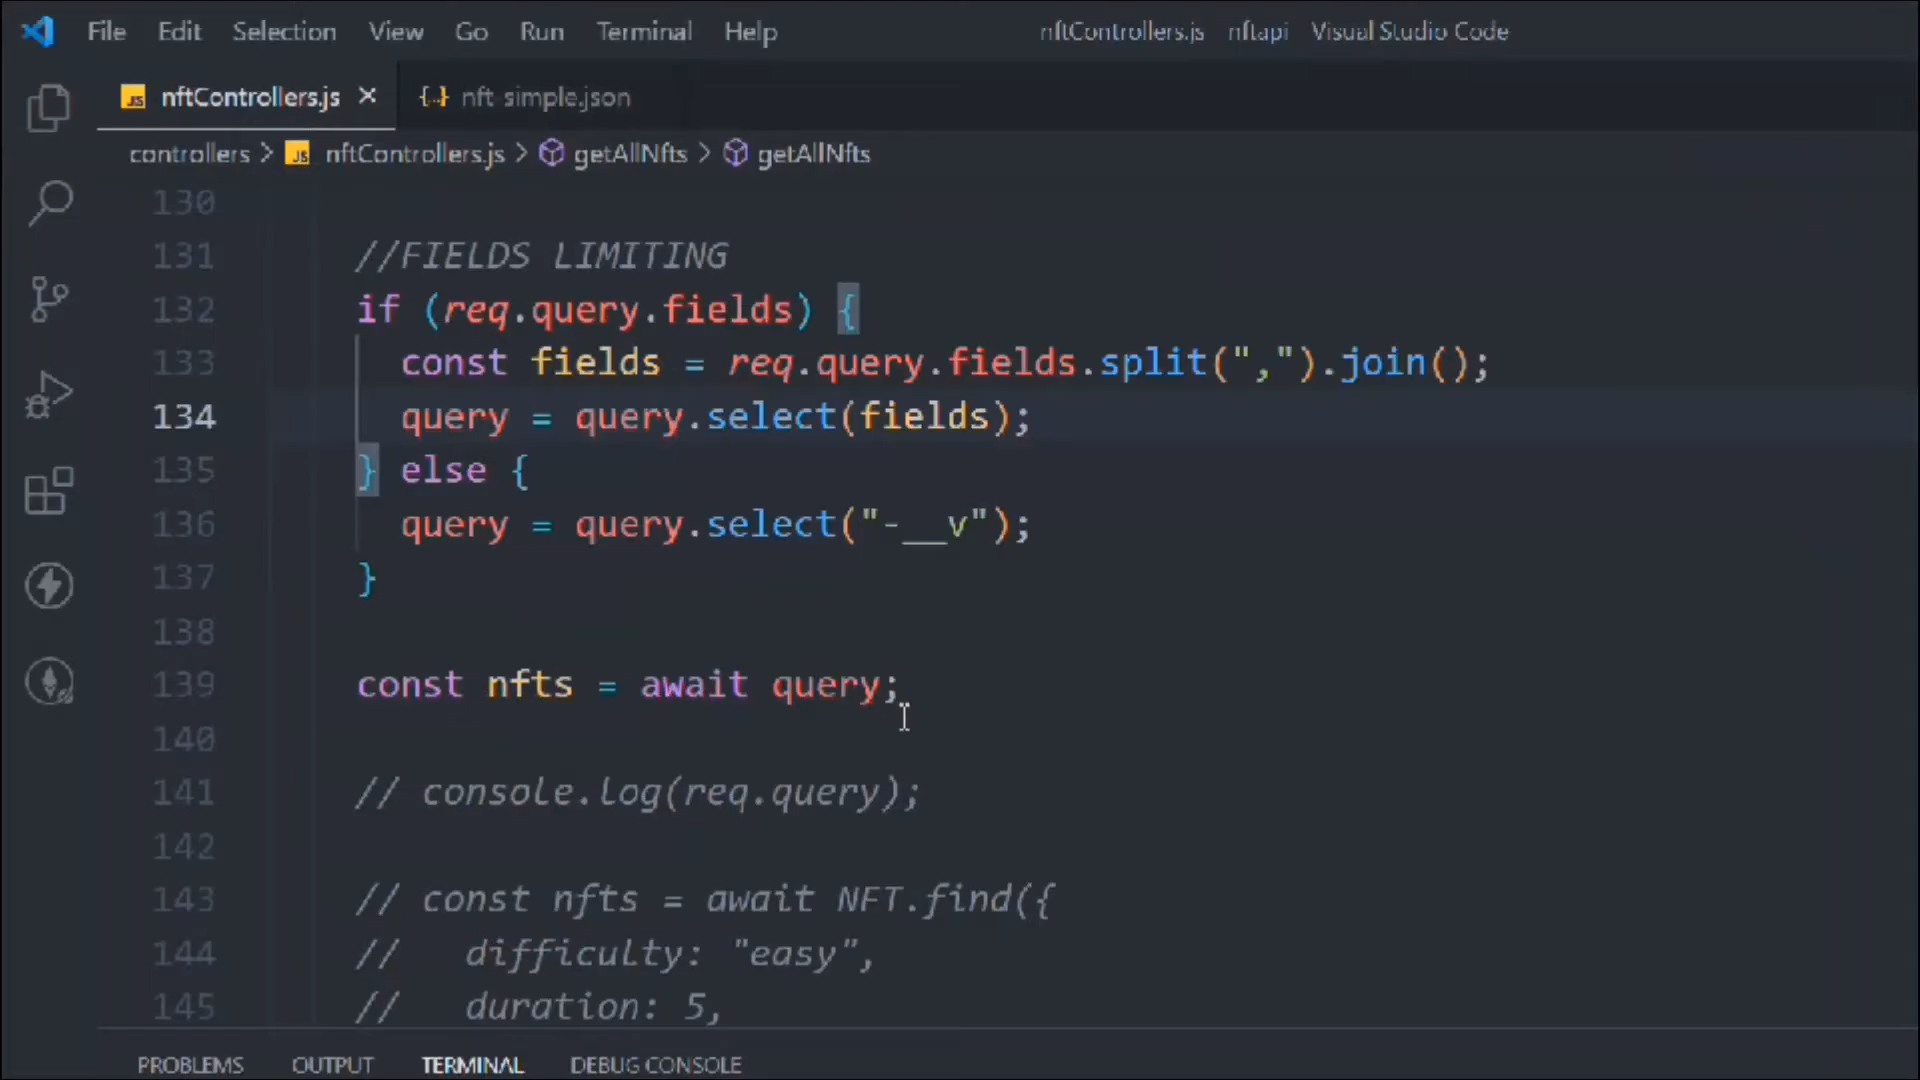 File Edit Selection View Go Run Terminal Help nftControllers.js nftapi Visual Studio Code
JS nftControllers.js × {..} nft-simple.json
controllers > JS nftControllers.js > getAllNfts > getAllNfts
130
131 //FIELDS LIMITING
132 if (req.query.fields) {
133 const fields = req.query.fields.split(",").join();
134 query = query.select(fields);
135 } else {
136 query = query.select("-__v");
137 }
138
139 const nfts = await query;
140
141 // console.log(req.query);
142
143 // const nfts = await NFT.find({
144 // difficulty: "easy",
145 // duration: 5,
PROBLEMS OUTPUT TERMINAL DEBUG CONSOLE